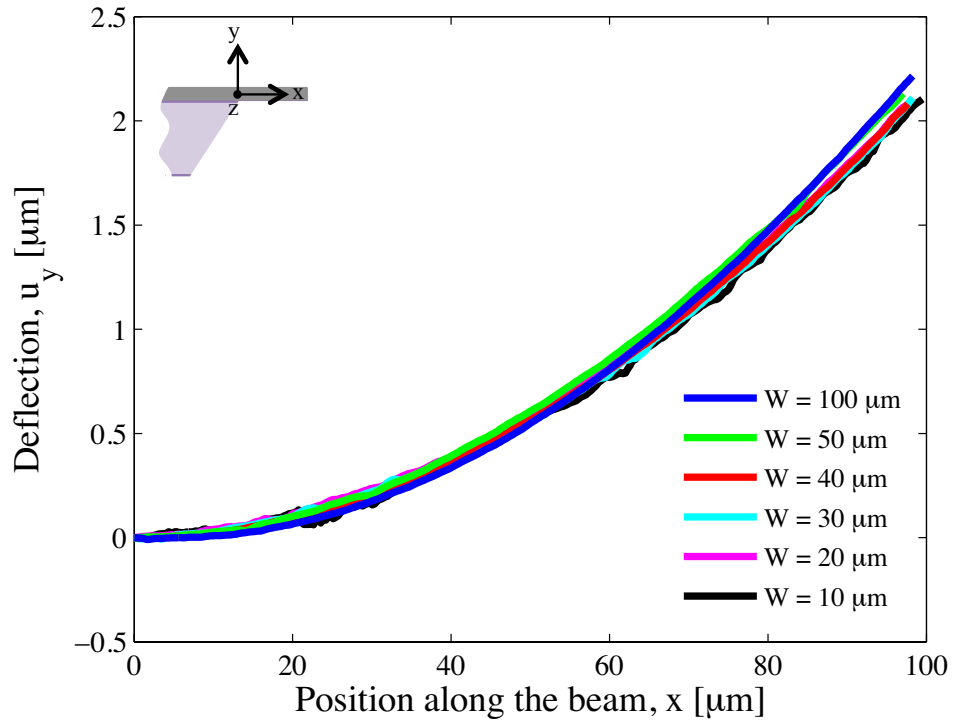 2.5
y
x
z
2
1.5
1
0.5
0
−0.5
Deflection, u_y [μm]
W = 100 μm
W = 50 μm
W = 40 μm
W = 30 μm
W = 20 μm
W = 10 μm
0 20 40 60 80 100
Position along the beam, x [μm]